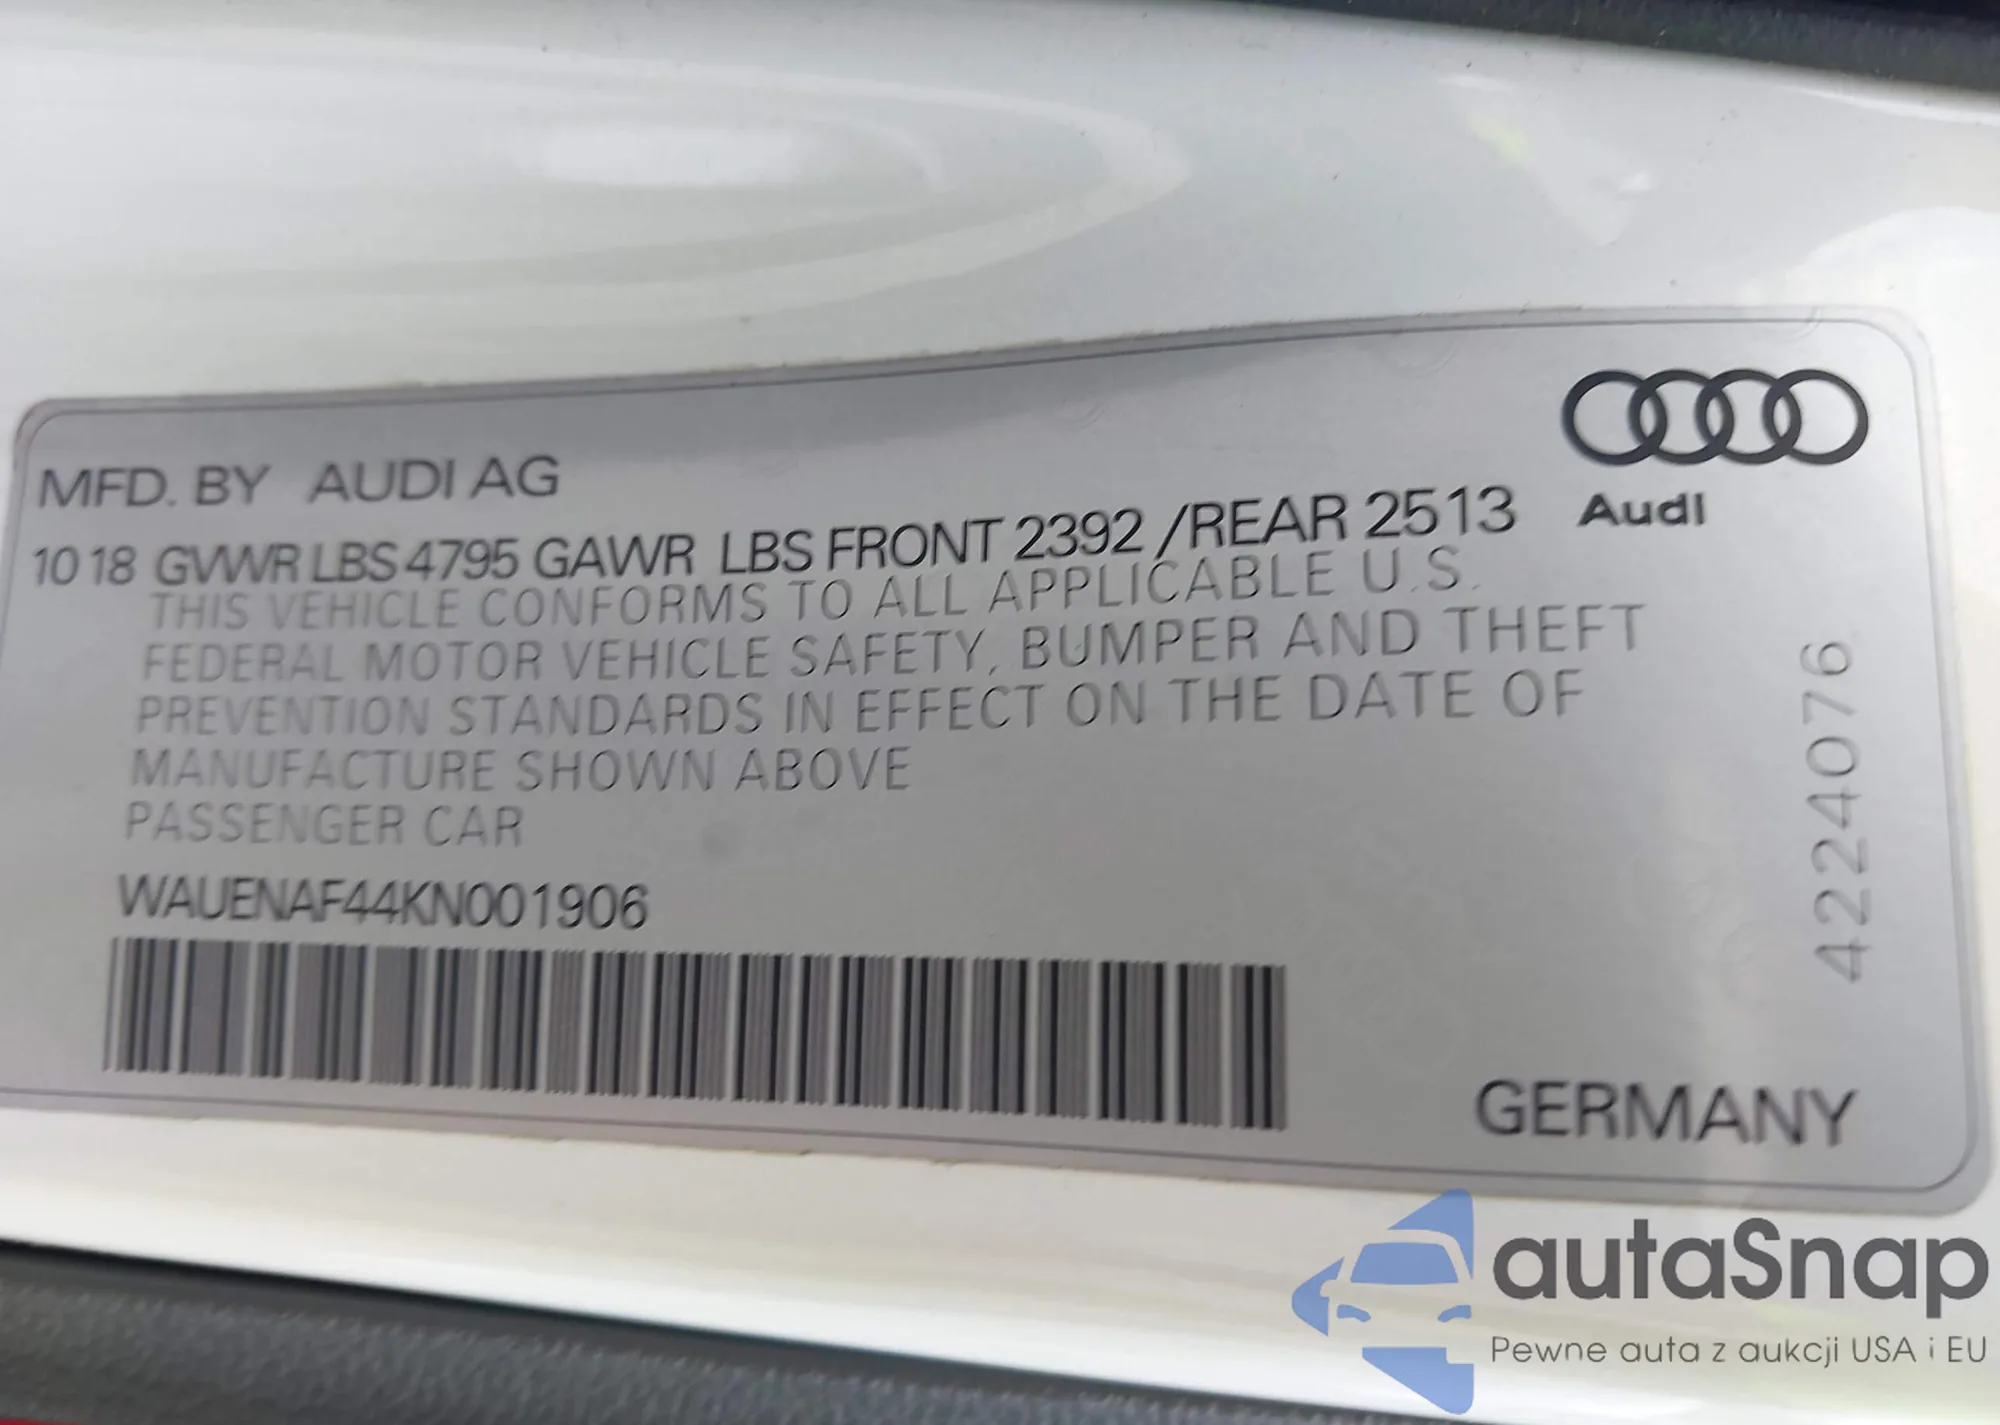 MFD. BY AUDI AG
10 18 GVWR LBS 4795 GAWR LBS FRONT 2392 /REAR 2513
THIS VEHICLE CONFORMS TO ALL APPLICABLE U.S.
FEDERAL MOTOR VEHICLE SAFETY, BUMPER AND THEFT
PREVENTION STANDARDS IN EFFECT ON THE DATE OF
MANUFACTURE SHOWN ABOVE
PASSENGER CAR
WAUENAF44KN001906
Audi
4224076
GERMANY
autaSnap
Pewne auta z aukcji USA i EU